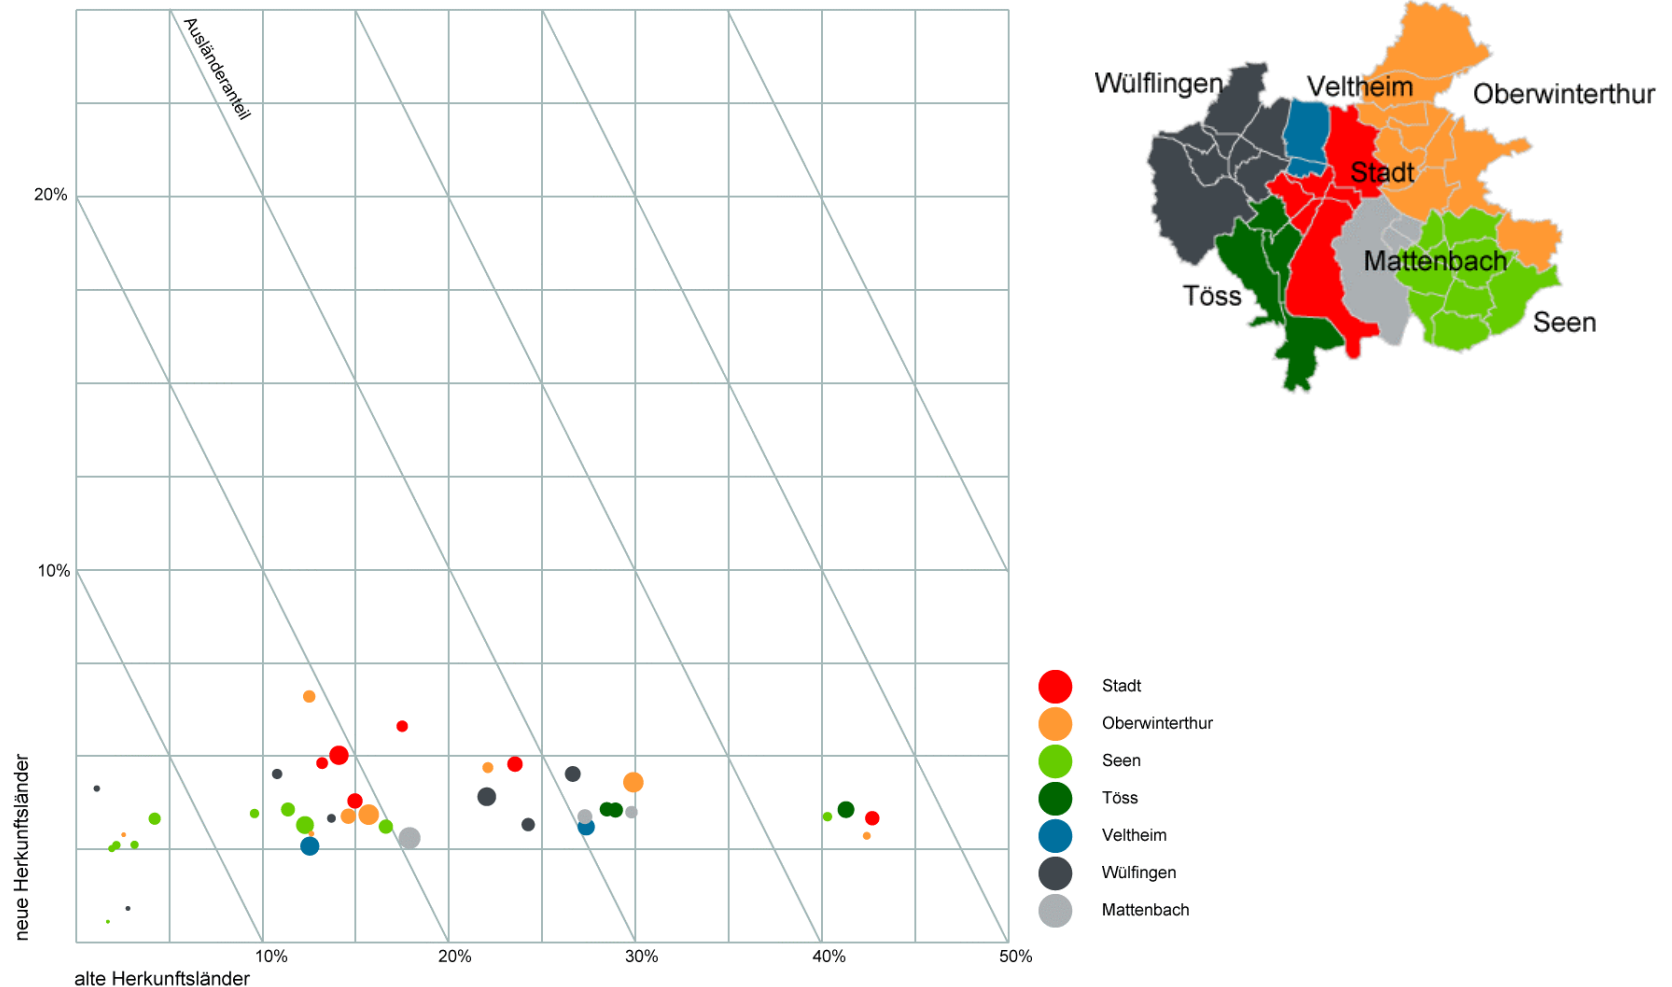 Ausländeranteil
20%
10%
neue Herkunftsländer
10%
20%
30%
40%
50%
alte Herkunftsländer
Wülflingen
Veltheim
Oberwinterthur
Stadt
Mattenbach
Töss
Seen
Stadt
Oberwinterthur
Seen
Töss
Veltheim
Wülfingen
Mattenbach